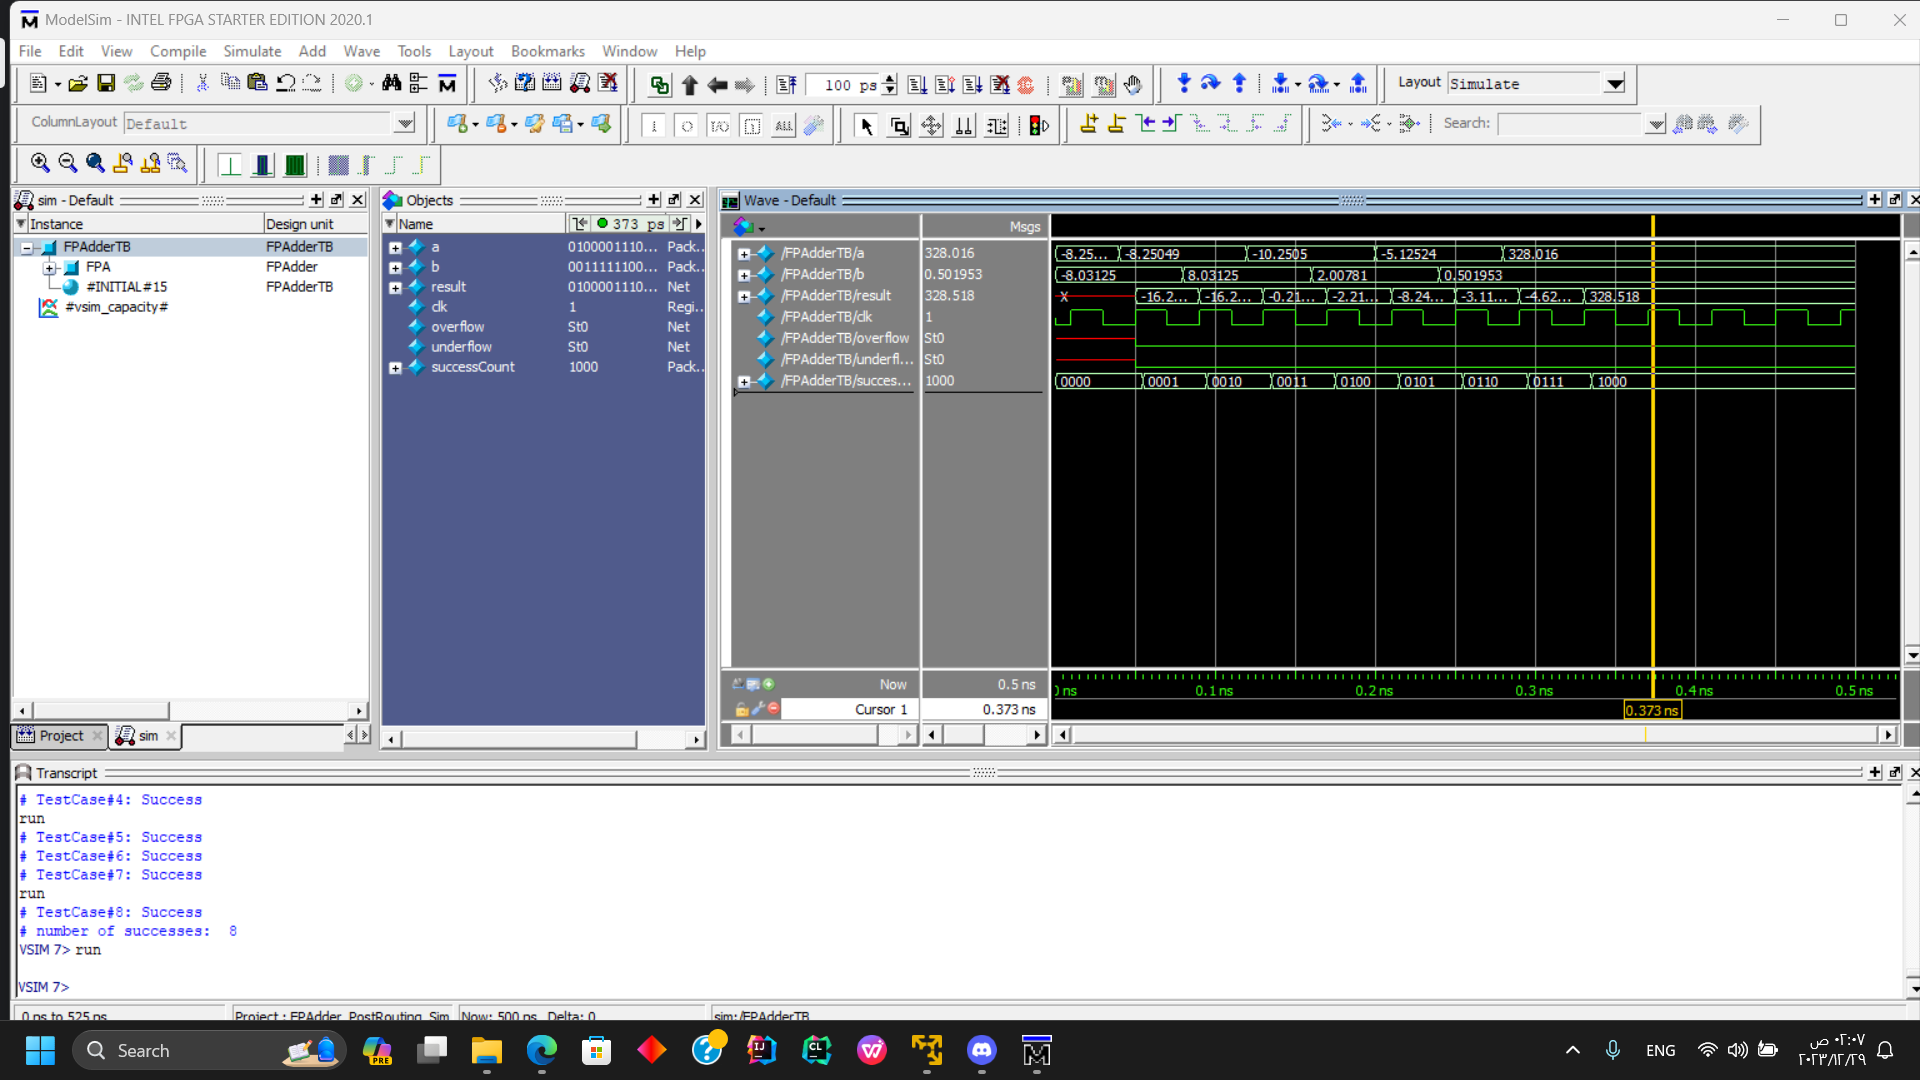 ModelSim - INTEL FPGA STARTER EDITION 2020.1
File Edit View Compile Simulate Add Wave Tools Layout Bookmarks Window Help
100 ps
Layout Simulate
ColumnLayout Default
I/O ALL
Search:
sim - Default
Instance Design unit
FPAdderTB FPAdderTB
FPA FPAdder
#INITIAL#15 FPAdderTB
#vsim_capacity#
Project sim
Objects
Name 373 ps
a 0100001110... Pack...
b 0011111100... Pack...
result 0100001110... Net
clk 1 Regi...
overflow St0 Net
underflow St0 Net
successCount 1000 Pack...
Wave - Default
Msgs
/FPAdderTB/a 328.016 -8.25... -8.25049 -10.2505 -5.12524 328.016
/FPAdderTB/b 0.501953 -8.03125 8.03125 2.00781 0.501953
/FPAdderTB/result 328.518 X -16.2... -16.2... -0.21... -2.21... -8.24... -3.11... -4.62... 328.518
/FPAdderTB/clk 1
/FPAdderTB/overflow St0
/FPAdderTB/underfl... St0
/FPAdderTB/succes... 1000 0000 0001 0010 0011 0100 0101 0110 0111 1000
Now 0.5 ns ns 0.1 ns 0.2 ns 0.3 ns 0.4 ns 0.5 ns
Cursor 1 0.373 ns 0.373 ns
Transcript
# TestCase#4: Success
run
# TestCase#5: Success
# TestCase#6: Success
# TestCase#7: Success
run
# TestCase#8: Success
# number of successes: 8
VSIM 7> run
VSIM 7>
0 ps to 525 ps Project : FPAdder_PostRouting_Sim Now: 500 ps Delta: 0 sim:/FPAdderTB
Search PRE IJ CL ENG ٠٢:٠٧ ص
٢٠٢٣/١٢/٢٩